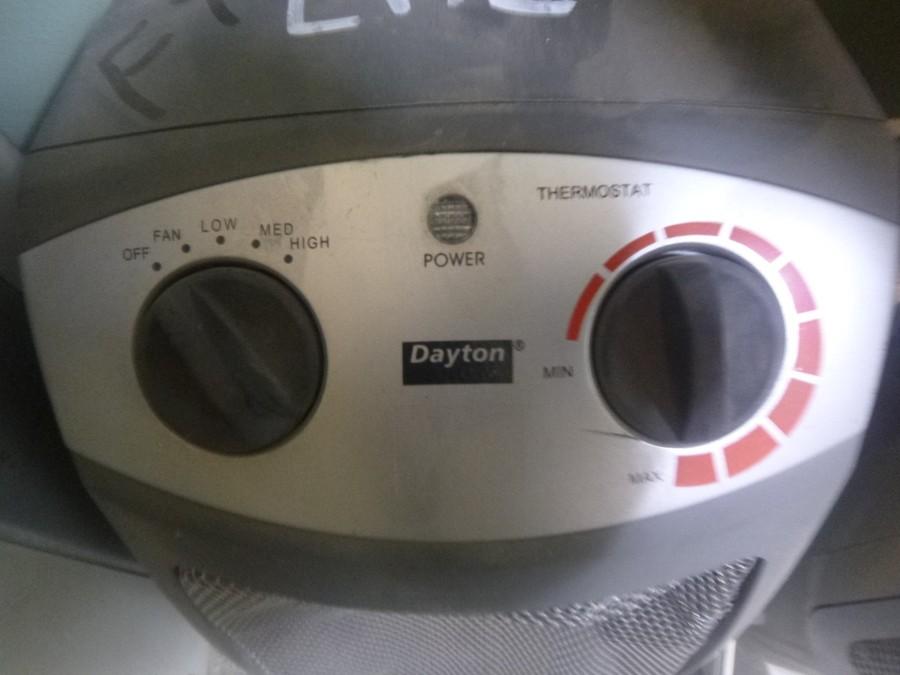 THERMOSTAT
OFF
FAN
LOW
MED
HIGH
POWER
Dayton®
MIN
MAX